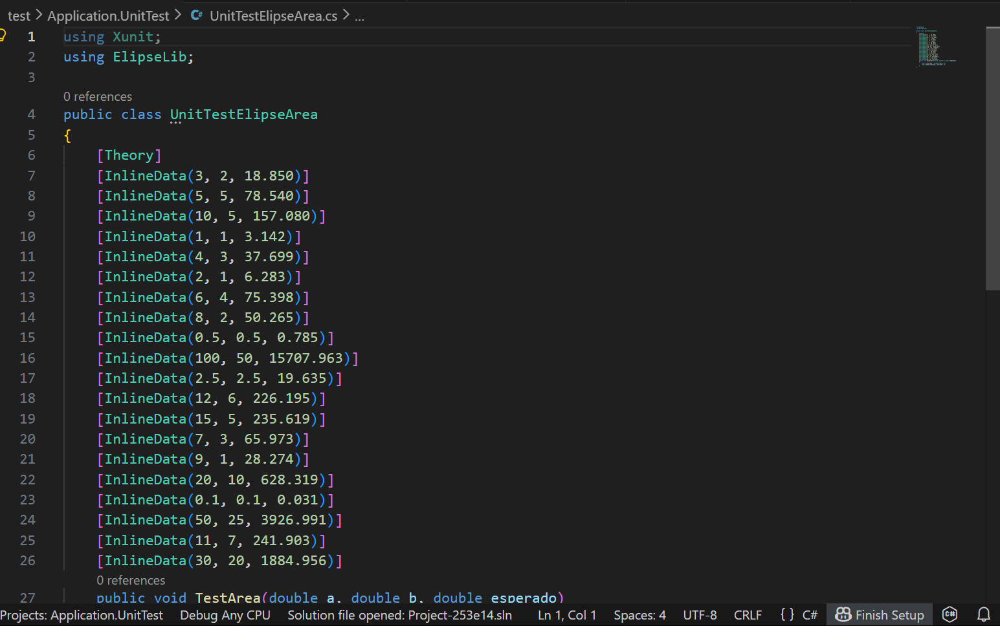 test > Application.UnitTest > C# UnitTestElipseArea.cs > ...
1 using Xunit;
2 using ElipseLib;
3
0 references
4 public class UnitTestElipseArea
5 {
6 [Theory]
7 [InlineData(3, 2, 18.850)]
8 [InlineData(5, 5, 78.540)]
9 [InlineData(10, 5, 157.080)]
10 [InlineData(1, 1, 3.142)]
11 [InlineData(4, 3, 37.699)]
12 [InlineData(2, 1, 6.283)]
13 [InlineData(6, 4, 75.398)]
14 [InlineData(8, 2, 50.265)]
15 [InlineData(0.5, 0.5, 0.785)]
16 [InlineData(100, 50, 15707.963)]
17 [InlineData(2.5, 2.5, 19.635)]
18 [InlineData(12, 6, 226.195)]
19 [InlineData(15, 5, 235.619)]
20 [InlineData(7, 3, 65.973)]
21 [InlineData(9, 1, 28.274)]
22 [InlineData(20, 10, 628.319)]
23 [InlineData(0.1, 0.1, 0.031)]
24 [InlineData(50, 25, 3926.991)]
25 [InlineData(11, 7, 241.903)]
26 [InlineData(30, 20, 1884.956)]
0 references
27 public void TestArea(double a, double b, double esperado)
Projects: Application.UnitTest Debug Any CPU Solution file opened: Project-253e14.sln Ln 1, Col 1 Spaces: 4 UTF-8 CRLF { } C# Finish Setup C#